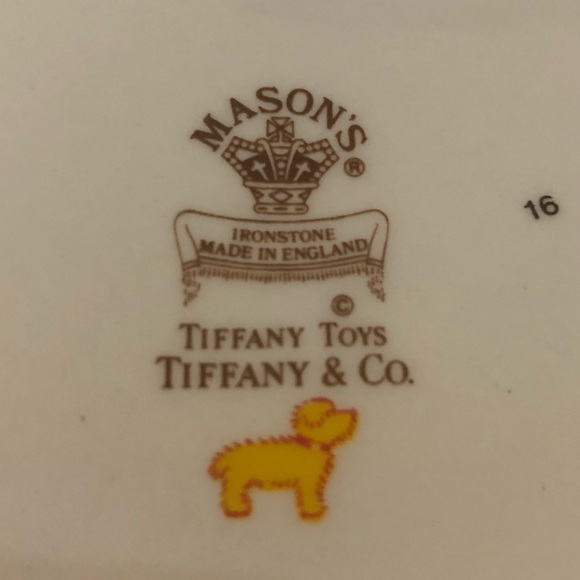 MASON'S
®
IRONSTONE
MADE IN ENGLAND
16
©
TIFFANY TOYS
TIFFANY & CO.